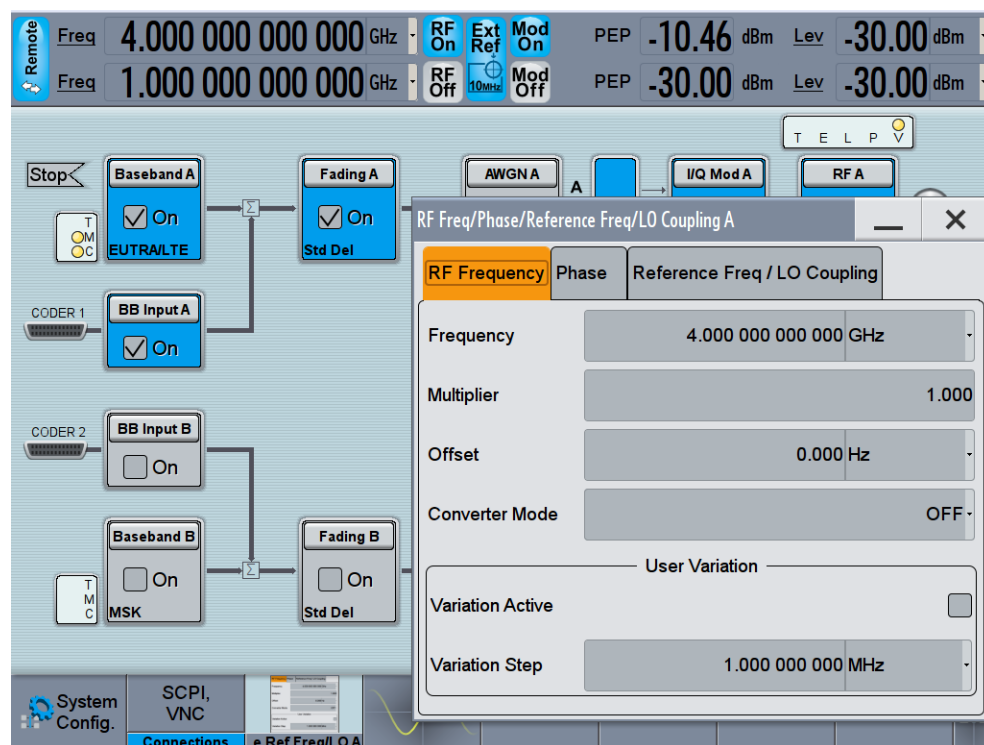 Remote
Freq 4.000 000 000 000 GHz RF On Ext Ref Mod On PEP -10.46 dBm Lev -30.00 dBm
Freq 1.000 000 000 000 GHz RF Off 10MHz Mod Off PEP -30.00 dBm Lev -30.00 dBm
T E L P V
Stop
Baseband A
On
T
M
C
EUTRA/LTE
Σ
Fading A
On
Std Del
AWGN A
A
I/Q Mod A
RF A
CODER 1
BB Input A
On
CODER 2
BB Input B
On
Baseband B
On
T
M
C
MSK
Σ
Fading B
On
Std Del
RF Freq/Phase/Reference Freq/LO Coupling A
RF Frequency Phase Reference Freq / LO Coupling
Frequency 4.000 000 000 000 GHz
Multiplier 1.000
Offset 0.000 Hz
Converter Mode OFF
User Variation
Variation Active
Variation Step 1.000 000 000 MHz
System
Config.
SCPI,
VNC
Connections
e Ref Freq/LO A